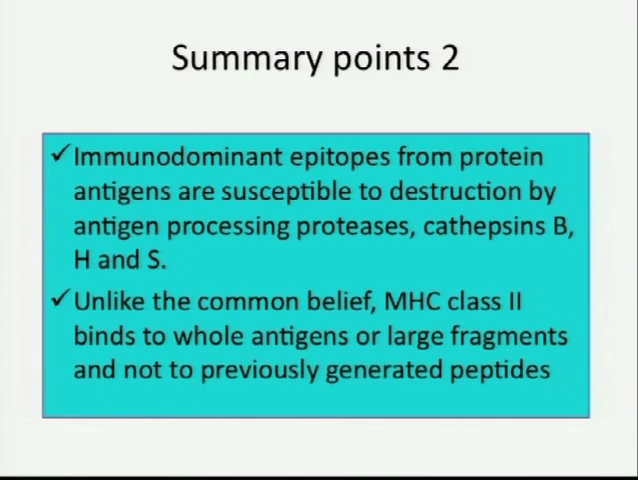 Summary points 2
✓Immunodominant epitopes from protein
antigens are susceptible to destruction by
antigen processing proteases, cathepsins B,
H and S.
✓Unlike the common belief, MHC class II
binds to whole antigens or large fragments
and not to previously generated peptides